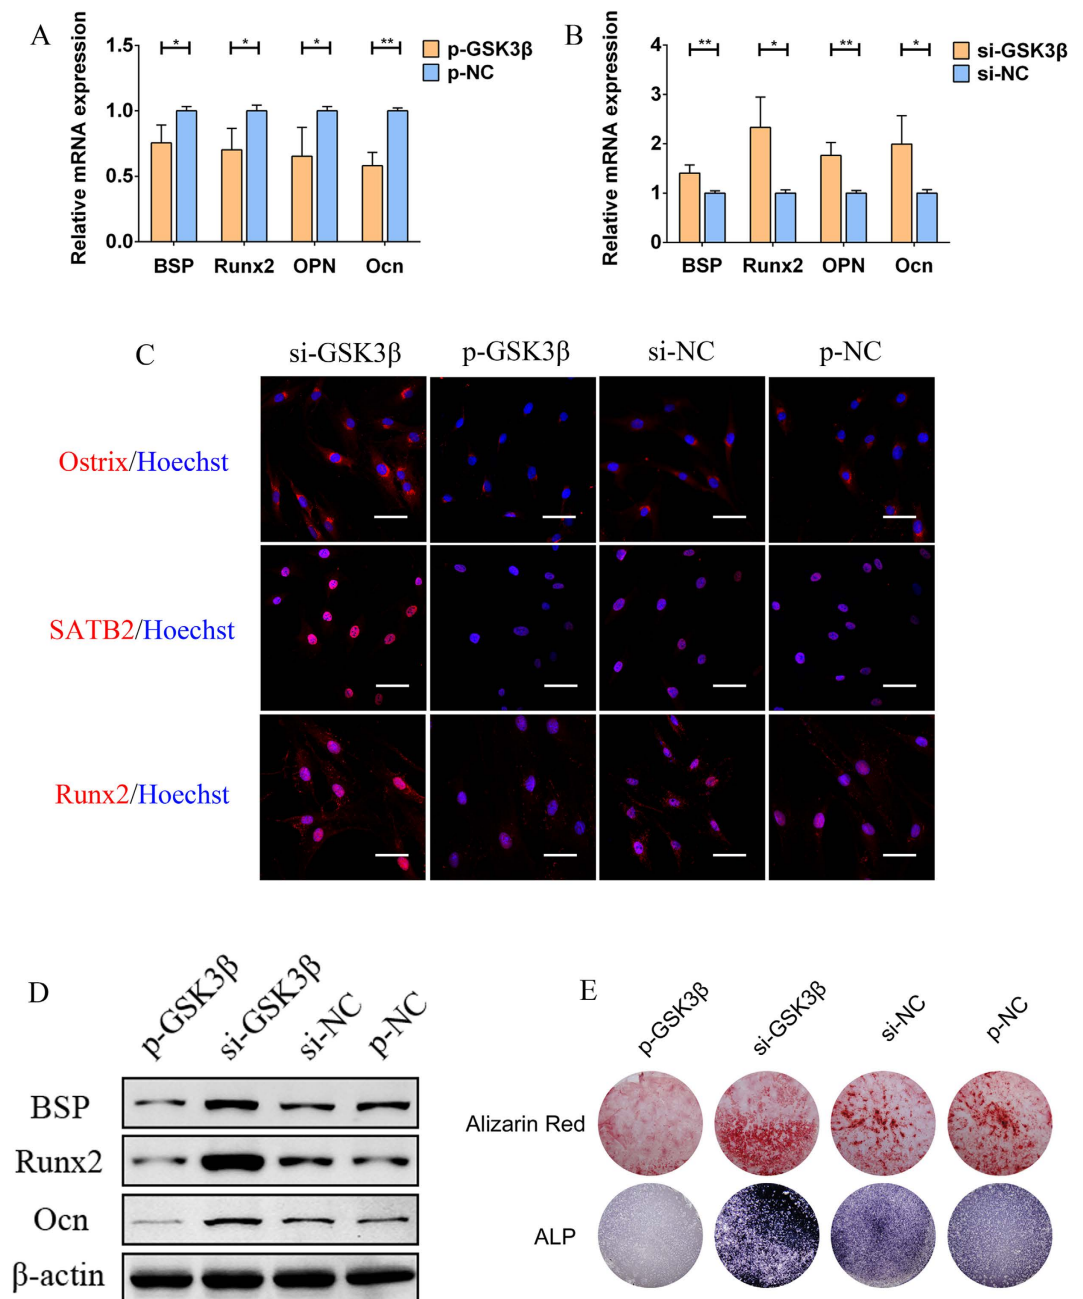 A
Relative mRNA expression
1.5
1.0
0.5
0.0
* * * **
BSP Runx2 OPN Ocn
p-GSK3β
p-NC
B
Relative mRNA expression
4
3
2
1
0
** * ** *
BSP Runx2 OPN Ocn
si-GSK3β
si-NC
C
si-GSK3β p-GSK3β si-NC p-NC
Ostrix/Hoechst
SATB2/Hoechst
Runx2/Hoechst
D
p-GSK3β si-GSK3β si-NC p-NC
BSP
Runx2
Ocn
β-actin
E
p-GSK3β si-GSK3β si-NC p-NC
Alizarin Red
ALP